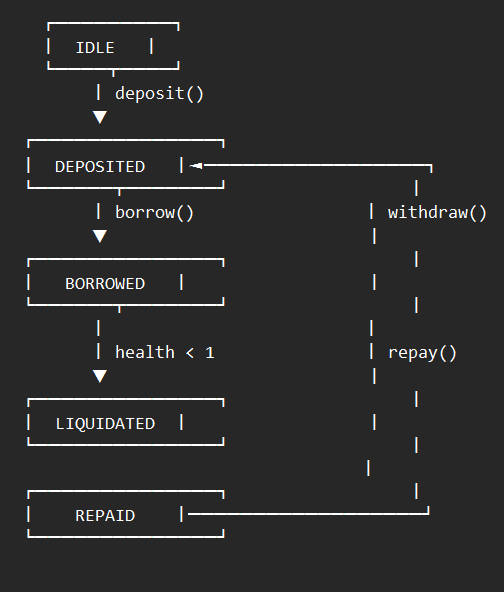 IDLE
deposit()
DEPOSITED
borrow() withdraw()
BORROWED
health < 1 repay()
LIQUIDATED
REPAID